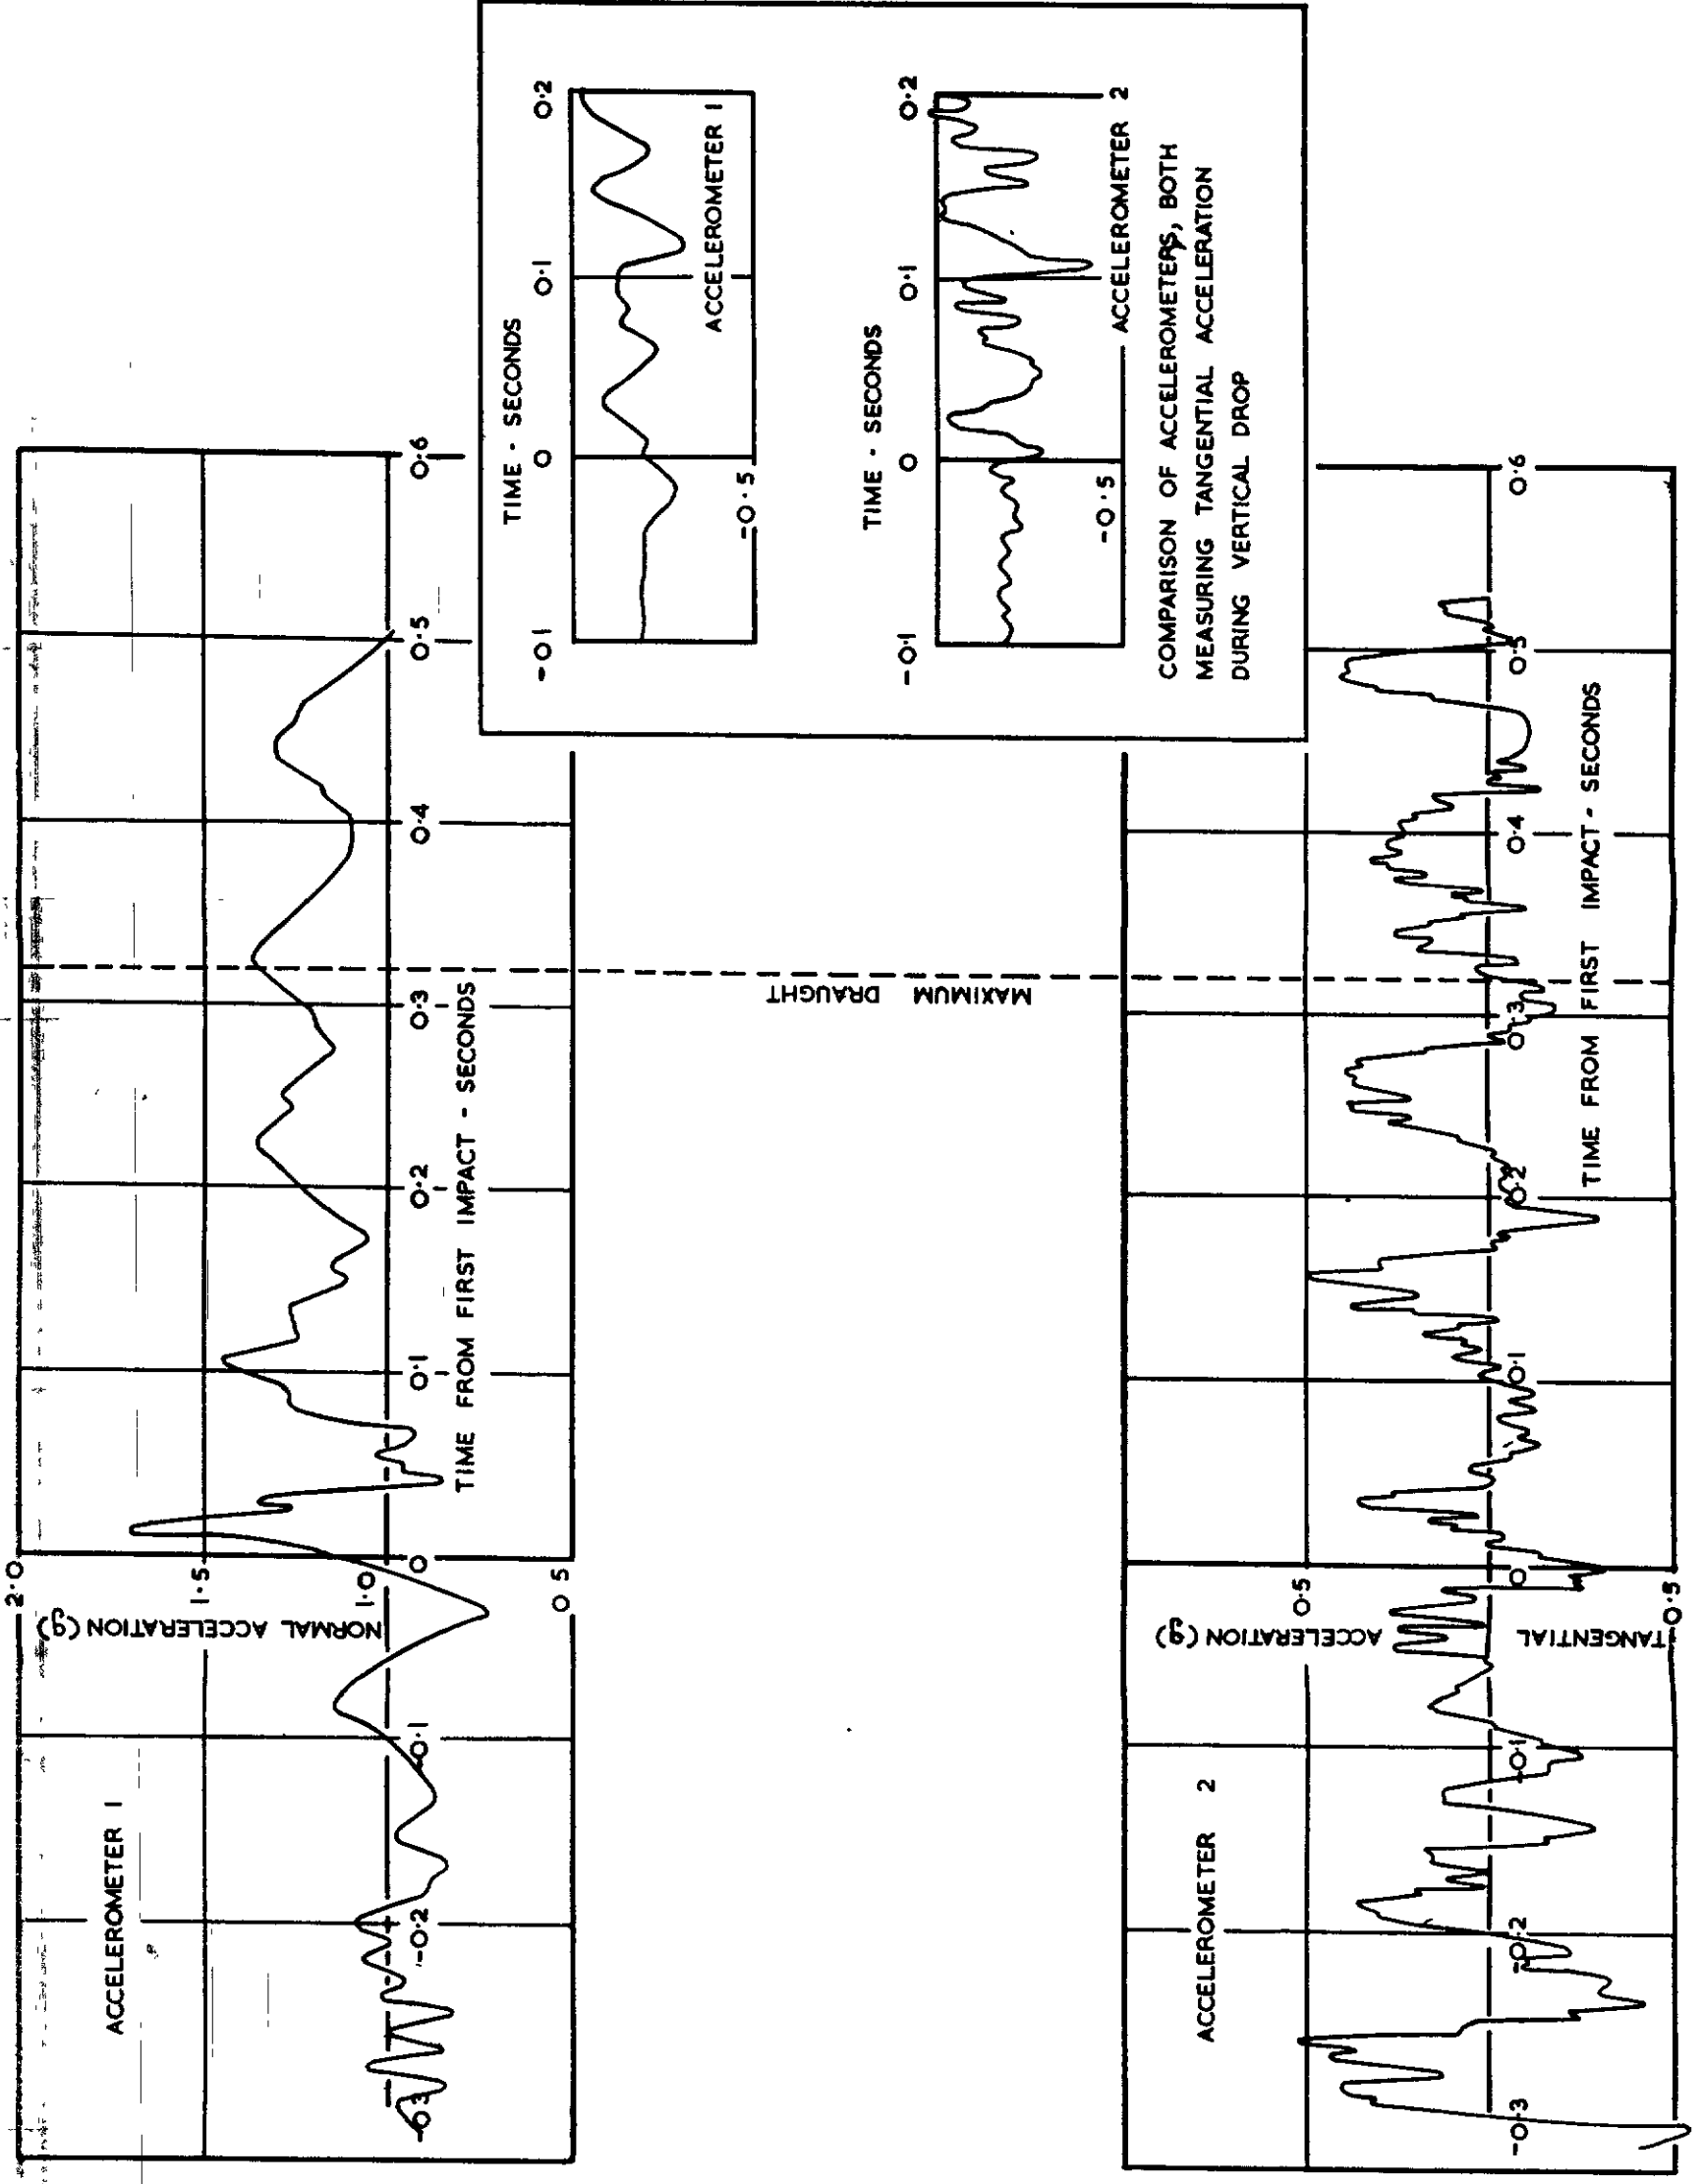 ACCELEROMETER 1
2.0
1.5
1.0
0 5
NORMAL ACCELERATION (g)
-0.3
-0.2
-0.1
0
0.1
0.2
0.3
0.4
0.5
0.6
TIME FROM FIRST IMPACT - SECONDS
MAXIMUM DRAUGHT
TIME - SECONDS
-0.1
0
0.1
0.2
-0.5
ACCELEROMETER 1
TIME - SECONDS
-0.1
0
0.1
0.2
-0.5
ACCELEROMETER 2
COMPARISON OF ACCELEROMETERS, BOTH
MEASURING TANGENTIAL ACCELERATION
DURING VERTICAL DROP
ACCELEROMETER 2
0.5
0.5
TANGENTIAL ACCELERATION (g)
-0.3
-0.2
-0.1
0
0.1
0.2
0.3
0.4
0.5
0.6
TIME FROM FIRST IMPACT - SECONDS